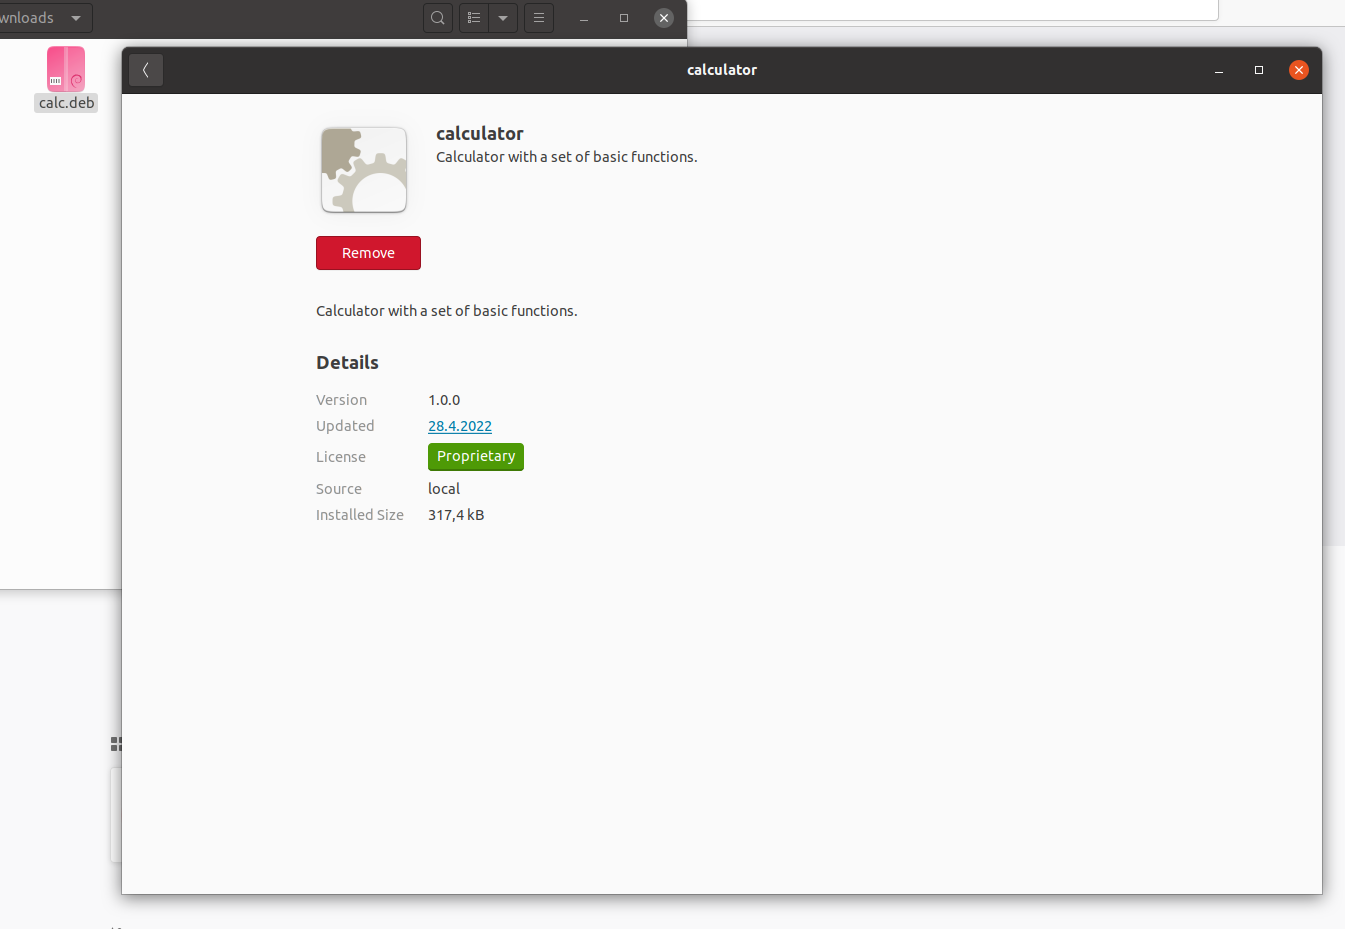 wnloads
calc.deb
calculator
calculator
Calculator with a set of basic functions.
Remove
Calculator with a set of basic functions.
Details
Version 1.0.0
Updated 28.4.2022
License Proprietary
Source local
Installed Size 317,4 kB